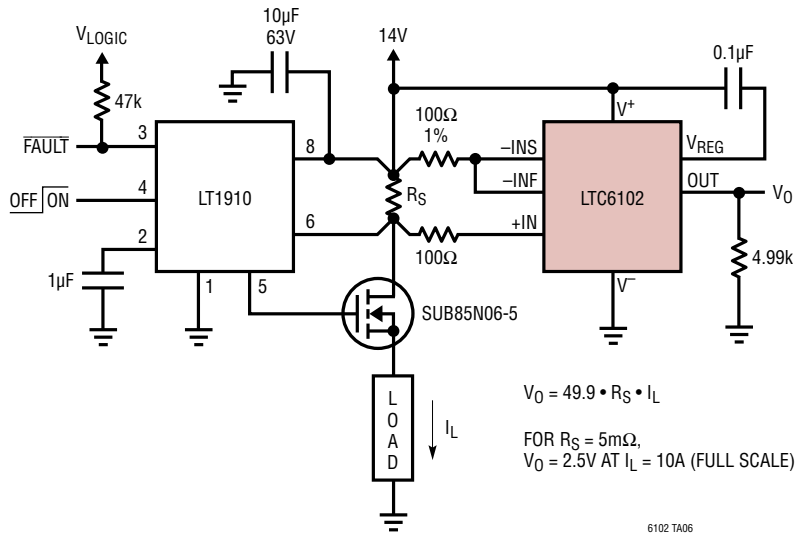 10µF
63V
VLOGIC
14V
0.1µF
47k
100Ω
1%
V+
FAULT
3
8
–INS
VREG
–INF
OUT
VO
OFF ON
4
LT1910
RS
LTC6102
2
6
+IN
100Ω
4.99k
1µF
1
5
V–
SUB85N06-5
LOAD
IL
VO = 49.9 • RS • IL
FOR RS = 5mΩ,
VO = 2.5V AT IL = 10A (FULL SCALE)
6102 TA06